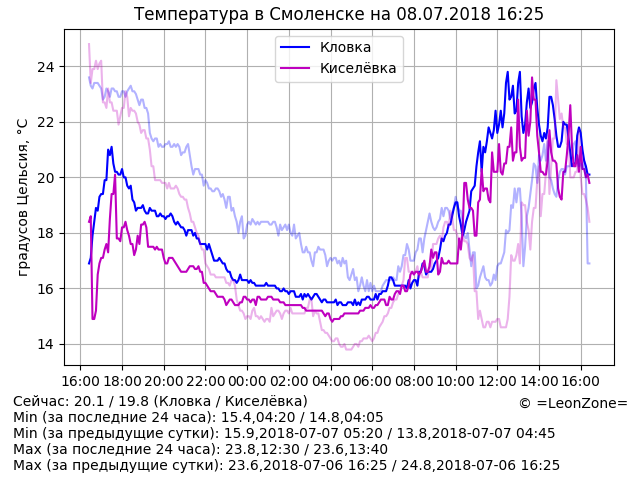 Температура в Смоленске на 08.07.2018 16:25
Кловка
Киселёвка
градусов Цельсия, °C
24
22
20
18
16
14
16:00 18:00 20:00 22:00 00:00 02:00 04:00 06:00 08:00 10:00 12:00 14:00 16:00
Сейчас: 20.1 / 19.8 (Кловка / Киселёвка)
© =LeonZone=
Min (за последние 24 часа): 15.4,04:20 / 14.8,04:05
Min (за предыдущие сутки): 15.9,2018-07-07 05:20 / 13.8,2018-07-07 04:45
Max (за последние 24 часа): 23.8,12:30 / 23.6,13:40
Max (за предыдущие сутки): 23.6,2018-07-06 16:25 / 24.8,2018-07-06 16:25